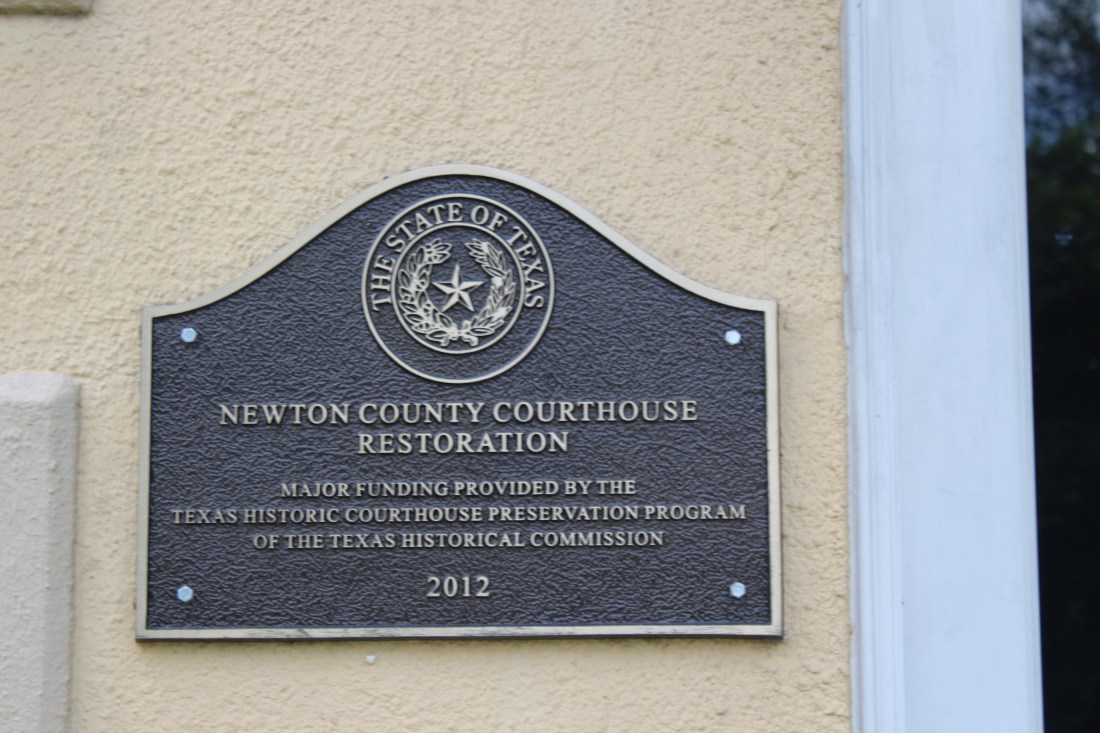 THE STATE OF TEXAS
NEWTON COUNTY COURTHOUSE
RESTORATION
MAJOR FUNDING PROVIDED BY THE
TEXAS HISTORIC COURTHOUSE PRESERVATION PROGRAM
OF THE TEXAS HISTORICAL COMMISSION
2012